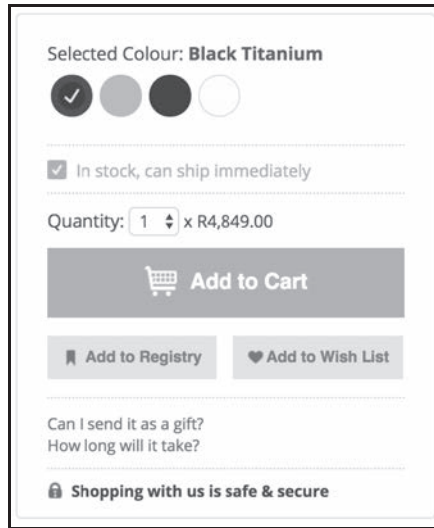 Selected Colour: Black Titanium
In stock, can ship immediately
Quantity: 1 x R4,849.00
Add to Cart
Add to Registry Add to Wish List
Can I send it as a gift?
How long will it take?
Shopping with us is safe & secure